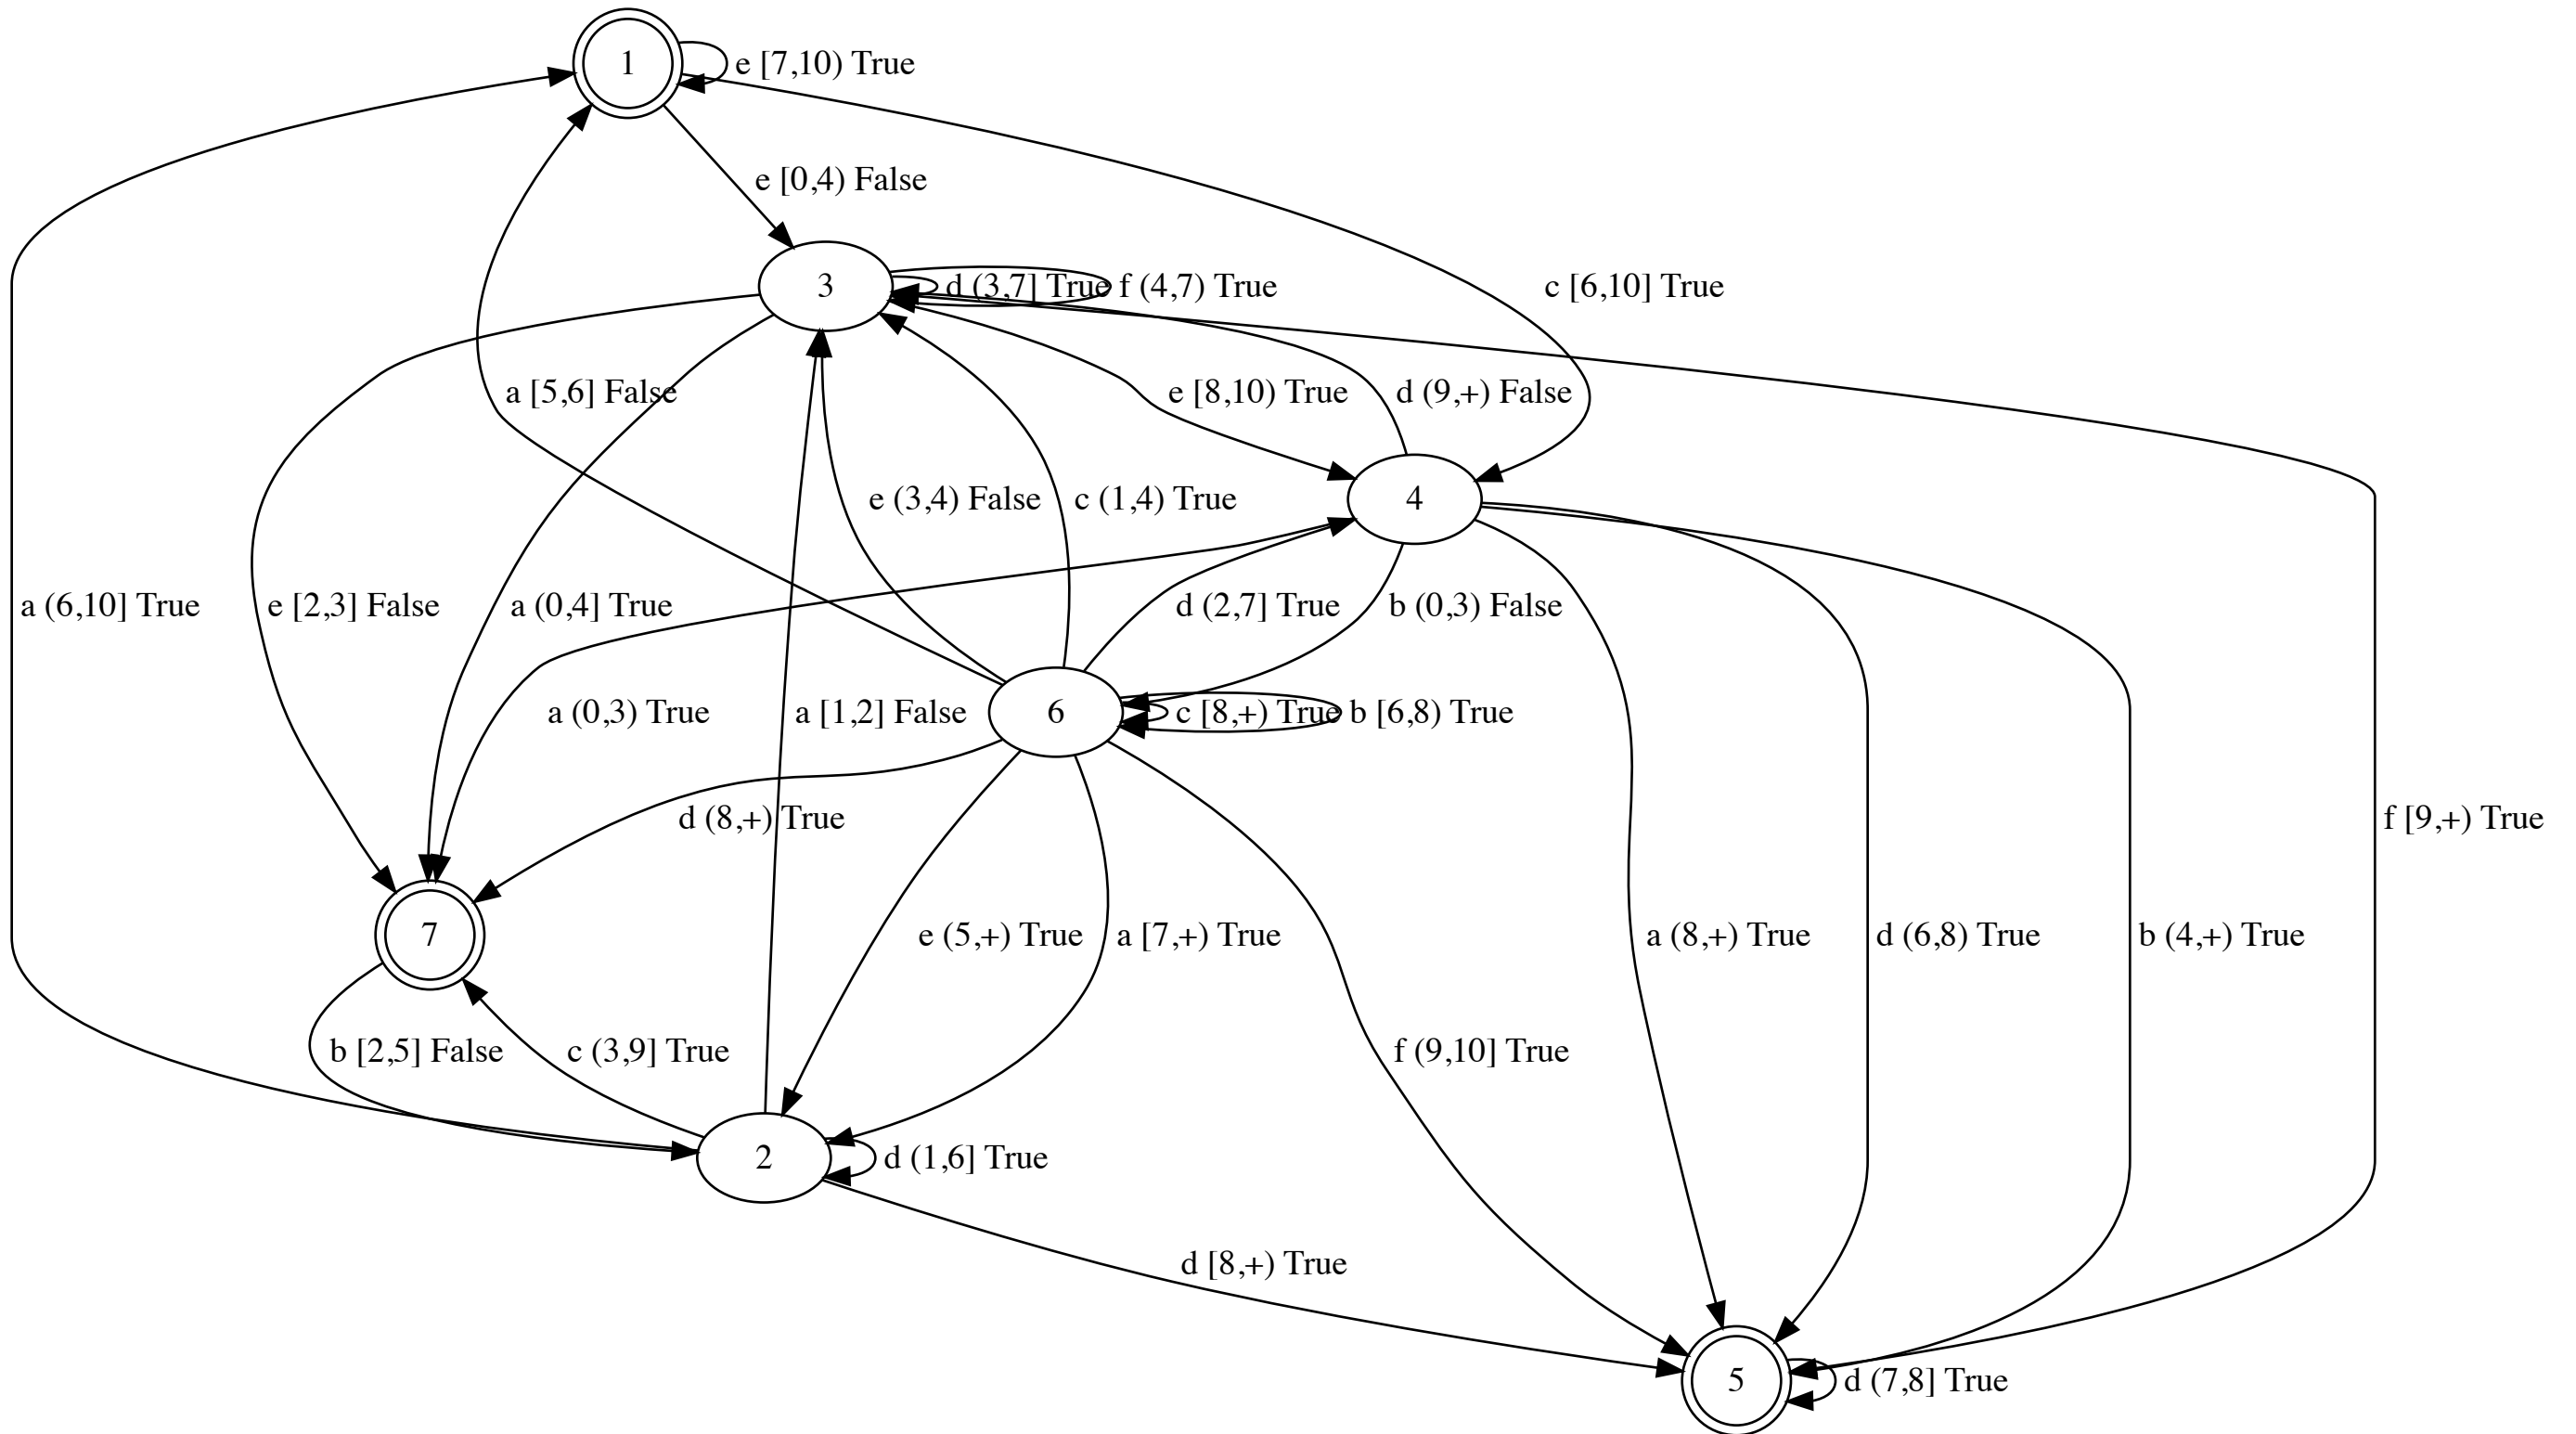 1
e [7,10) True
e [0,4) False
3
d (3,7] True
f (4,7) True
c [6,10] True
a [5,6] False
e [8,10) True
d (9,+) False
e (3,4) False
c (1,4) True
4
a (6,10] True
e [2,3] False
a (0,4] True
d (2,7] True
b (0,3) False
a (0,3) True
a [1,2] False
6
c [8,+) True
b [6,8) True
d (8,+) True
f [9,+) True
7
e (5,+) True
a [7,+) True
a (8,+) True
d (6,8) True
b (4,+) True
b [2,5] False
c (3,9] True
f (9,10] True
2
d (1,6] True
d [8,+) True
5
d (7,8] True